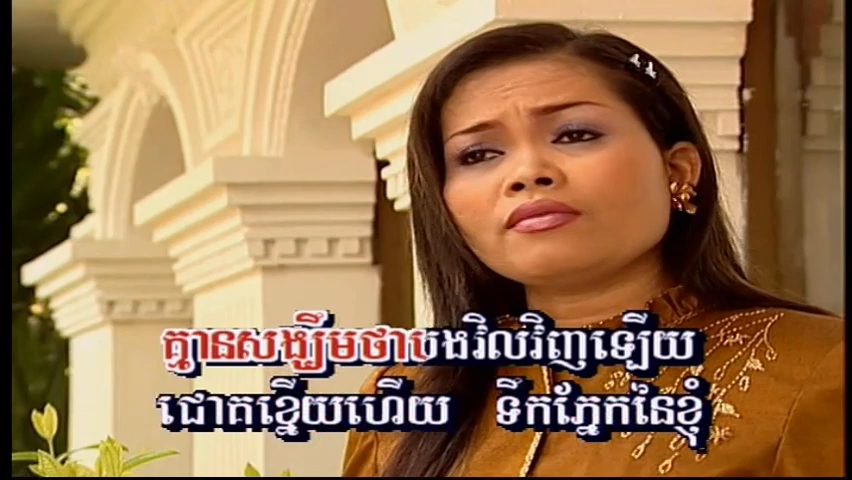 គ្មានសង្ឃឹមថាបងវិលវិញឡើយ
ជោគខ្នើយហើយ ទឹកភ្នែកនៃខ្ញុំ